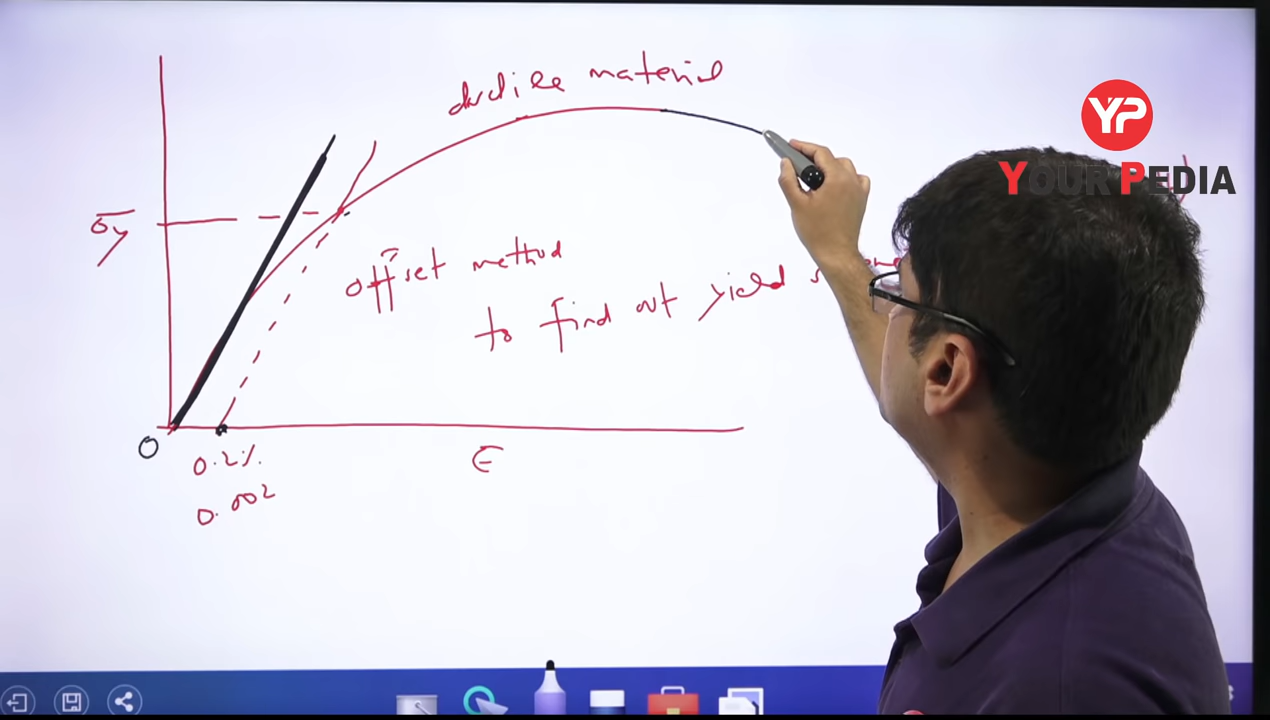 ductile material
YP
YOUR PEDIA
σy
offset method
to find out yield
O
0.2%
0.002
ϵ